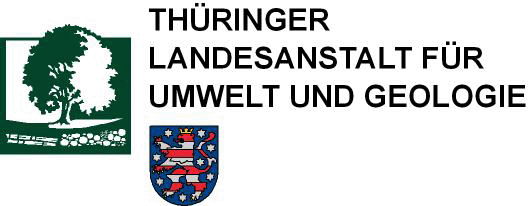 THÜRINGER
LANDESANSTALT FÜR
UMWELT UND GEOLOGIE